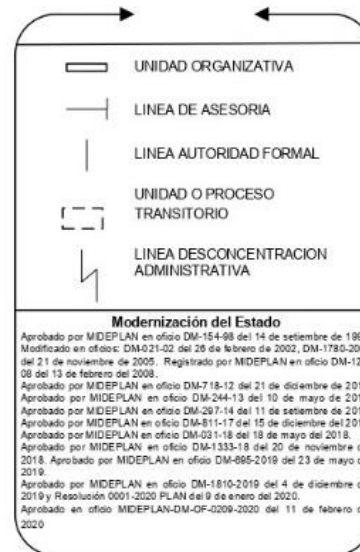 UNIDAD ORGANIZATIVA
LINEA DE ASESORIA
LINEA AUTORIDAD FORMAL
UNIDAD O PROCESO
TRANSITORIO
LINEA DESCONCENTRACION
ADMINISTRATIVA
Modernización del Estado
Aprobado por MIDEPLAN en oficio DM-154-98 del 14 de setiembre de
Modificado en oficios: DM-021-02 del 26 de febrero de 2002,
del 21 de noviembre de 2005. Registrado por MIDEPLAN en oficio
08 del 13 de febrero del 2008.
Aprobado por MIDEPLAN en oficio DM-718-12 del 21 de diciembre de
Aprobado por MIDEPLAN en oficio DM-244-13 del 10 de mayo de
Aprobado por MIDEPLAN en oficio DM-297-14 del 11 de setiembre de
Aprobado por MIDEPLAN en oficio DM-811-17 del 15 de diciembre del
Aprobado por MIDEPLAN en oficio DM-031-18 del 18 de mayo del 2018.
Aprobado por MIDEPLAN en oficio DM-1333-18 del 20 de noviembre
2018. Aprobado por MIDEPLAN en oficio DM-695-2019 del 23 de mayo
2019.
Aprobado por MIDEPLAN en oficio DM-1810-2019 del 4 de diciembre
2019 y Resolución 0001-2020 PLAN del 9 de enero del 2020.
Aprobado en oficio MIDEPLAN-DM-OF-0209-2020 del 11 de febrero
2020